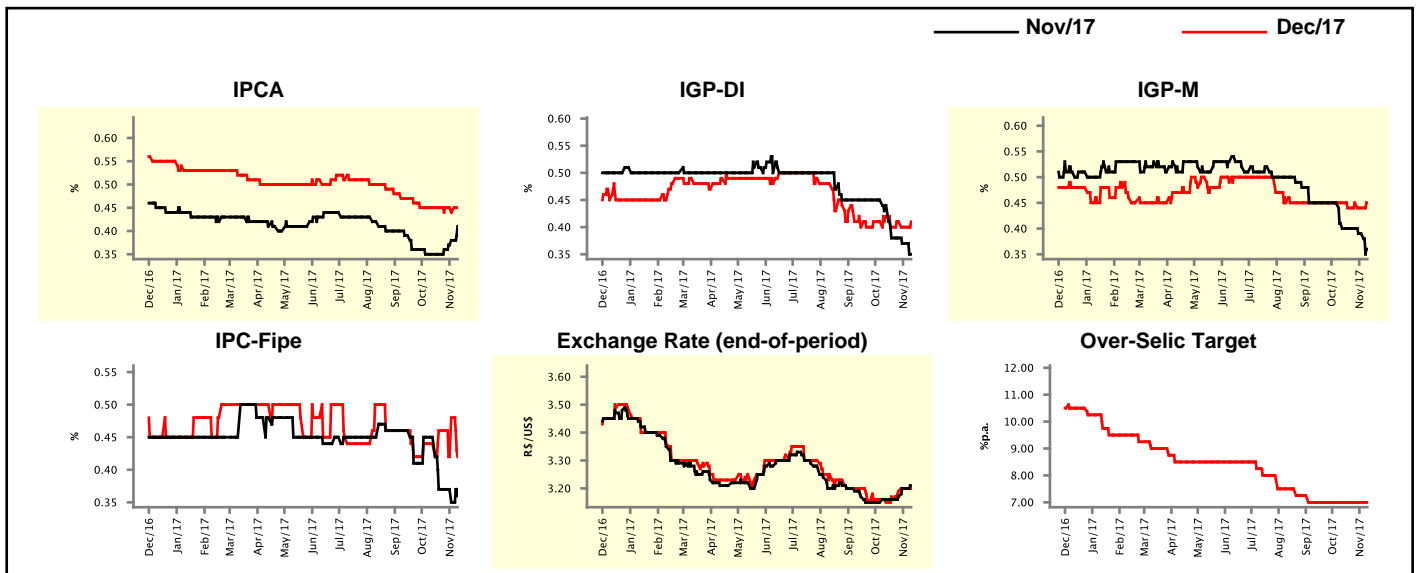 Nov/17 Dec/17
IPCA
%
0.60
0.55
0.50
0.45
0.40
0.35
Dec/16 Jan/17 Feb/17 Mar/17 Apr/17 May/17 Jun/17 Jul/17 Aug/17 Sep/17 Oct/17 Nov/17
IGP-DI
%
0.60
0.55
0.50
0.45
0.40
0.35
Dec/16 Jan/17 Feb/17 Mar/17 Apr/17 May/17 Jun/17 Jul/17 Aug/17 Sep/17 Oct/17 Nov/17
IGP-M
%
0.60
0.55
0.50
0.45
0.40
0.35
Dec/16 Jan/17 Feb/17 Mar/17 Apr/17 May/17 Jun/17 Jul/17 Aug/17 Sep/17 Oct/17 Nov/17
IPC-Fipe
%
0.55
0.50
0.45
0.40
0.35
Dec/16 Jan/17 Feb/17 Mar/17 Apr/17 May/17 Jun/17 Jul/17 Aug/17 Sep/17 Oct/17 Nov/17
Exchange Rate (end-of-period)
R$/US$
3.60
3.50
3.40
3.30
3.20
Dec/16 Jan/17 Feb/17 Mar/17 Apr/17 May/17 Jun/17 Jul/17 Aug/17 Sep/17 Oct/17 Nov/17
Over-Selic Target
%p.a.
12.00
11.00
10.00
9.00
8.00
7.00
Dec/16 Jan/17 Feb/17 Mar/17 Apr/17 May/17 Jun/17 Jul/17 Aug/17 Sep/17 Oct/17 Nov/17